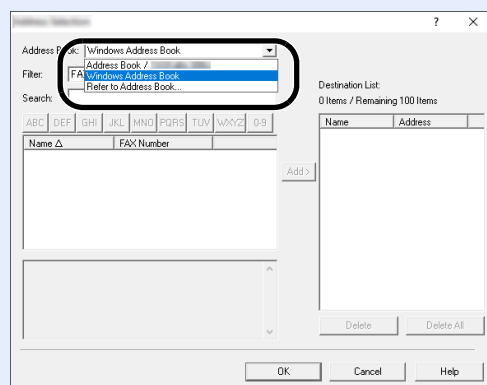 Address Selection ? ×
Address Book: Windows Address Book
Address Book /
Windows Address Book
Refer to Address Book...
Filter: FA
Search:
Destination List:
0 Items / Remaining 100 Items
ABC DEF GHI JKL MNO PQRS TUV WXYZ 0-9
Name △ FAX Number
Name Address
Add >
Delete Delete All
OK Cancel Help